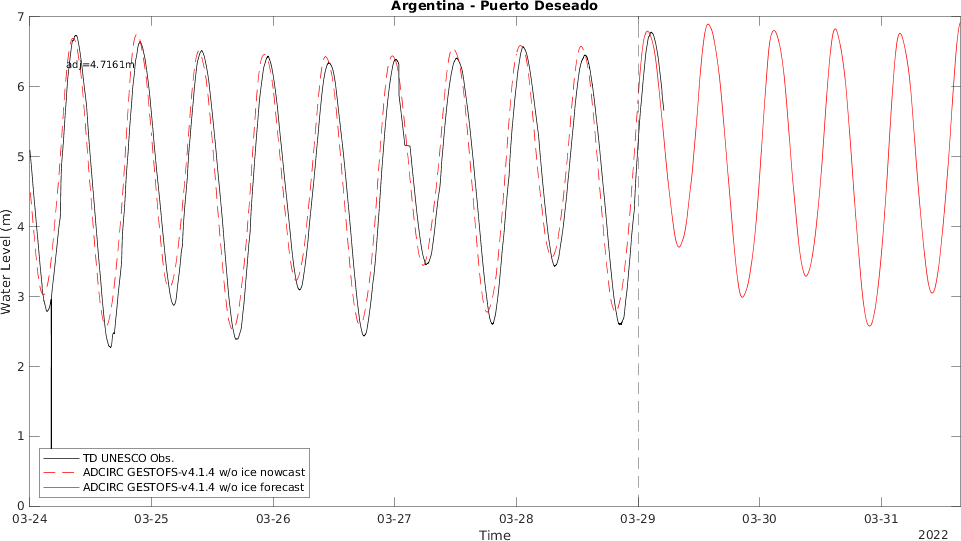 Argentina - Puerto Deseado
7
6
5
4
3
2
1
0
Water Level (m)
adj=4.7161m
TD UNESCO Obs.
ADCIRC GESTOFS-v4.1.4 w/o ice nowcast
ADCIRC GESTOFS-v4.1.4 w/o ice forecast
03-24 03-25 03-26 03-27 03-28 03-29 03-30 03-31
Time
2022